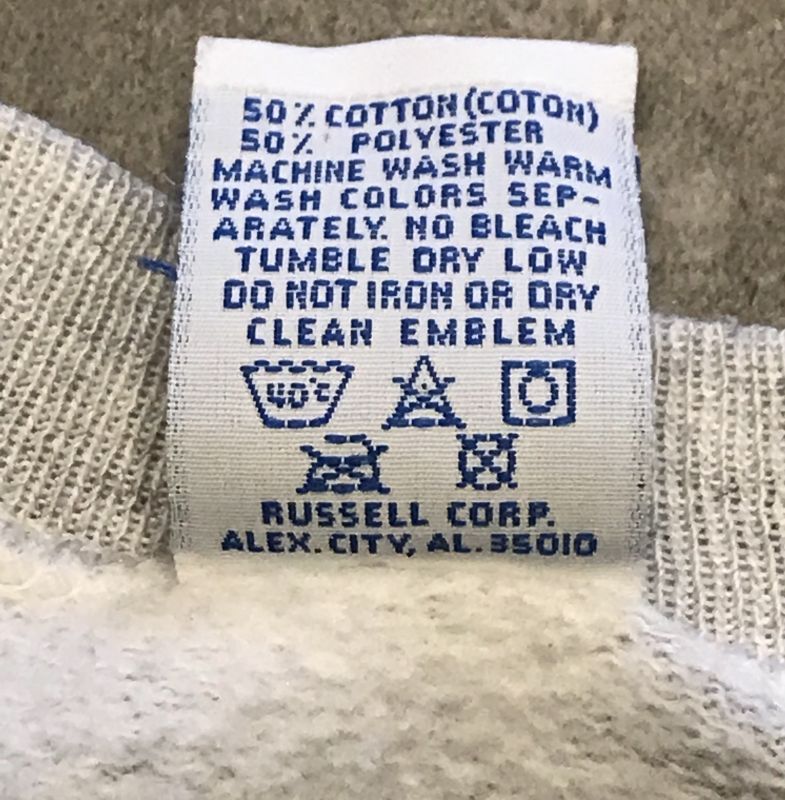 50% COTTON (COTON)
50% POLYESTER
MACHINE WASH WARM
WASH COLORS SEP-
ARATELY. NO BLEACH
TUMBLE DRY LOW
DO NOT IRON OR DRY
CLEAN EMBLEM
40°C
RUSSELL CORP.
ALEX. CITY, AL. 35010